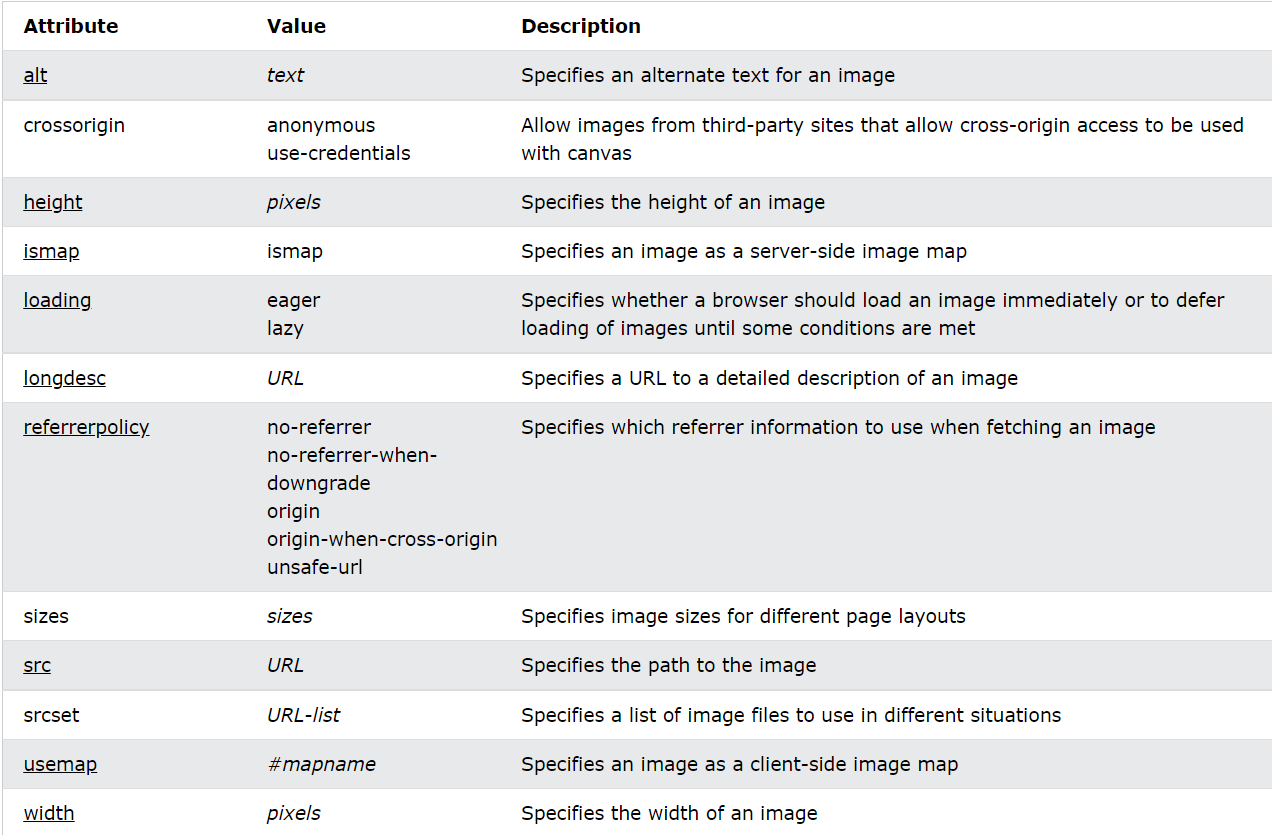 Attribute Value Description
alt text Specifies an alternate text for an image
crossorigin anonymous Allow images from third-party sites that allow cross-origin access to be used
use-credentials with canvas
height pixels Specifies the height of an image
ismap ismap Specifies an image as a server-side image map
loading eager Specifies whether a browser should load an image immediately or to defer
lazy loading of images until some conditions are met
longdesc URL Specifies a URL to a detailed description of an image
referrerpolicy no-referrer Specifies which referrer information to use when fetching an image
no-referrer-when-
downgrade
origin
origin-when-cross-origin
unsafe-url
sizes sizes Specifies image sizes for different page layouts
src URL Specifies the path to the image
srcset URL-list Specifies a list of image files to use in different situations
usemap #mapname Specifies an image as a client-side image map
width pixels Specifies the width of an image